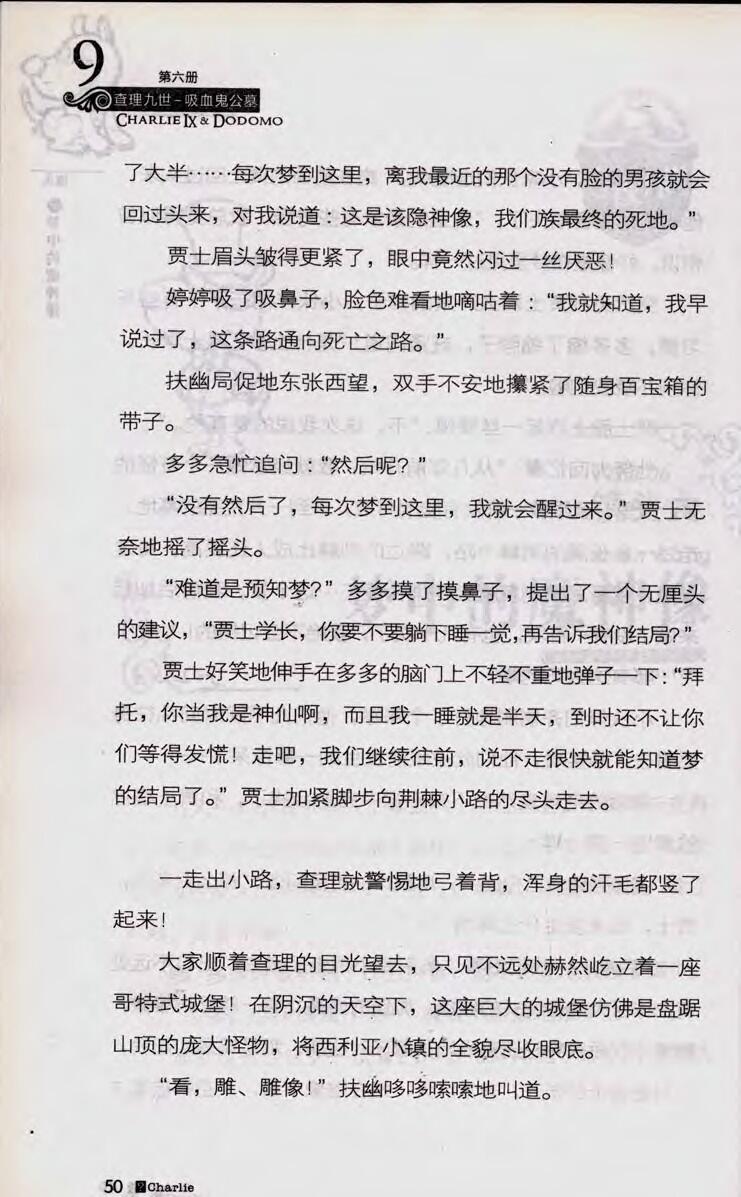 9
第六册
查理九世-吸血鬼公墓
CHARLIE IX & DODOMO
了大半……每次梦到这里，离我最近的那个没有脸的男孩就会
回过头来，对我说道：这是该隐神像，我们族最终的死地。”
贾士眉头皱得更紧了，眼中竟然闪过一丝厌恶！
婷婷吸了吸鼻子，脸色难看地嘀咕着：“我就知道，我早
说过了，这条路通向死亡之路。”
扶幽局促地东张西望，双手不安地攥紧了随身百宝箱的
带子。
多多急忙追问：“然后呢？”
“没有然后了，每次梦到这里，我就会醒过来。”贾士无
奈地摇了摇头。
“难道是预知梦？”多多摸了摸鼻子，提出了一个无厘头
的建议，“贾士学长，你要不要躺下睡一觉，再告诉我们结局？”
贾士好笑地伸手在多多的脑门上不轻不重地弹了一下：“拜
托，你当我是神仙啊，而且我一睡就是半天，到时还不让你
们等得发慌！走吧，我们继续往前，说不走很快就能知道梦
的结局了。”贾士加紧脚步向荆棘小路的尽头走去。
一走出小路，查理就警惕地弓着背，浑身的汗毛都竖了
起来！
大家顺着查理的目光望去，只见不远处赫然屹立着一座
哥特式城堡！在阴沉的天空下，这座巨大的城堡仿佛是盘踞
山顶的庞大怪物，将西利亚小镇的全貌尽收眼底。
“看，雕、雕像！”扶幽哆哆嗦嗦地叫道。
50 Charlie